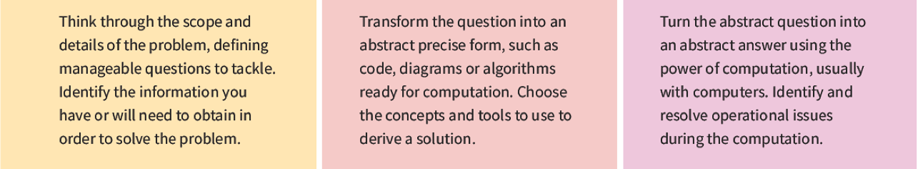 Think through the scope and
details of the problem, defining
manageable questions to tackle.
Identify the information you
have or will need to obtain in
order to solve the problem.
Transform the question into an
abstract precise form, such as
code, diagrams or algorithms
ready for computation. Choose
the concepts and tools to use to
derive a solution.
Turn the abstract question into
an abstract answer using the
power of computation, usually
with computers. Identify and
resolve operational issues
during the computation.